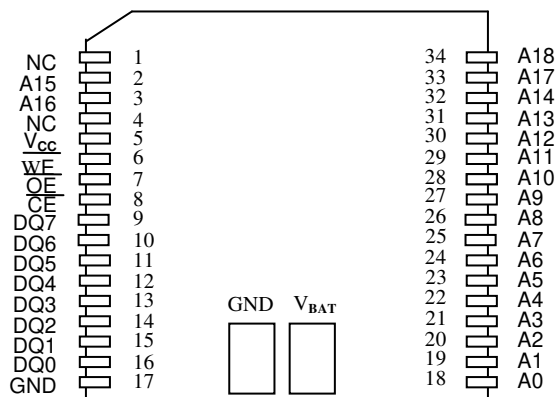 NC 1 34 A18
A15 2 33 A17
A16 3 32 A14
NC 4 31 A13
VCC 5 30 A12
WE 6 29 A11
OE 7 28 A10
CE 8 27 A9
DQ7 9 26 A8
DQ6 10 25 A7
DQ5 11 24 A6
DQ4 12 23 A5
DQ3 13 22 A4
DQ2 14 21 A3
DQ1 15 20 A2
DQ0 16 19 A1
GND 17 18 A0
GND VBAT